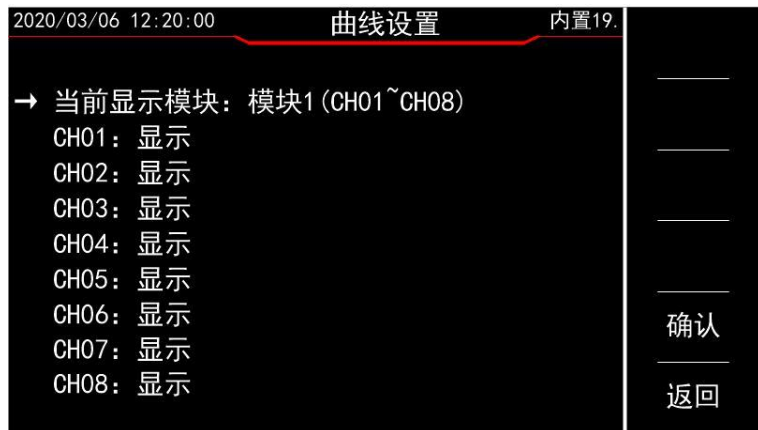 2020/03/06 12:20:00 曲线设置 内置19.
→ 当前显示模块：模块1(CH01~CH08)
CH01：显示
CH02：显示
CH03：显示
CH04：显示
CH05：显示
CH06：显示
CH07：显示
CH08：显示
确认
返回